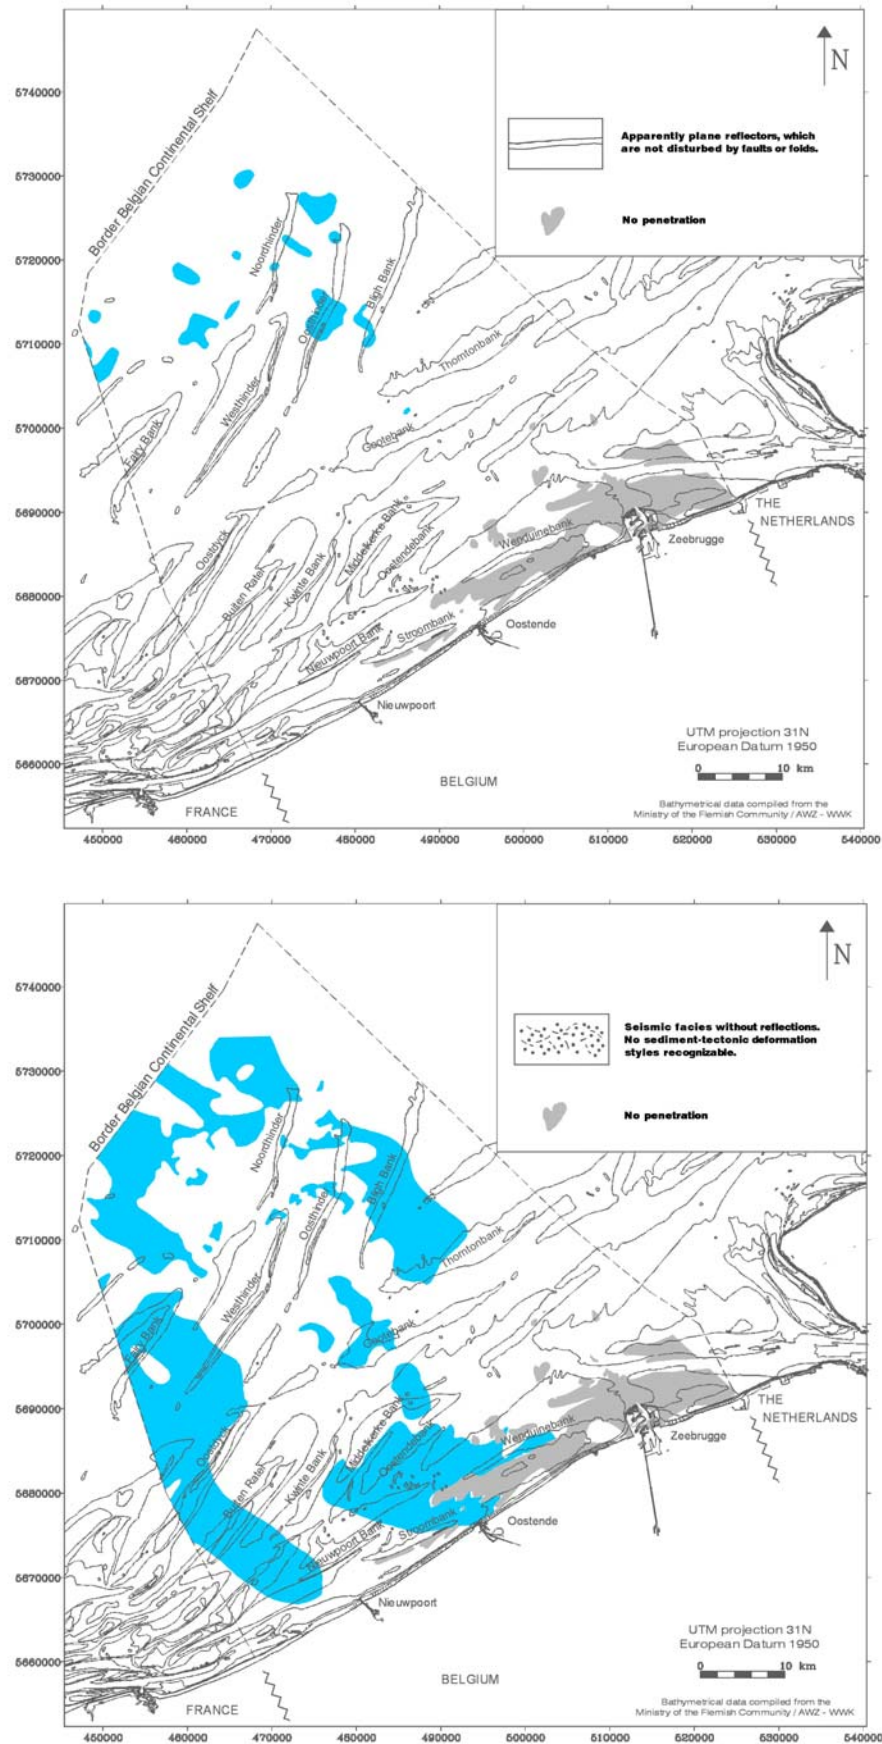 N
Apparently plane reflectors, which
are not disturbed by faults or folds.
No penetration
5740000
5730000
5720000
5710000
5700000
5690000
5680000
5670000
5660000
Border Belgian Continental Shelf
Noordhinder
Oosthinder
Bligh Bank
Thorntonbank
Westhinder
Fairy Bank
Gootebank
Oostdyck
Buiten Ratel
Kwinte Bank
Middelkerke Bank
Oostendebank
Wenduinebank
Nieuwpoort Bank
Stroombank
THE
NETHERLANDS
Zeebrugge
Oostende
Nieuwpoort
BELGIUM
FRANCE
UTM projection 31N
European Datum 1950
0 10 km
Bathymetrical data compiled from the
Ministry of the Flemish Community / AWZ - WWK
450000 460000 470000 480000 490000 500000 510000 520000 530000 540000
N
Seismic facies without reflections.
No sediment-tectonic deformation
styles recognizable.
No penetration
5740000
5730000
5720000
5710000
5700000
5690000
5680000
5670000
5660000
Border Belgian Continental Shelf
Noordhinder
Oosthinder
Bligh Bank
Thorntonbank
Westhinder
Fairy Bank
Gootebank
Oostdyck
Buiten Ratel
Kwinte Bank
Middelkerke Bank
Oostendebank
Wenduinebank
Nieuwpoort Bank
Stroombank
THE
NETHERLANDS
Zeebrugge
Oostende
Nieuwpoort
BELGIUM
FRANCE
UTM projection 31N
European Datum 1950
0 10 km
Bathymetrical data compiled from the
Ministry of the Flemish Community / AWZ - WWK
450000 460000 470000 480000 490000 500000 510000 520000 530000 540000